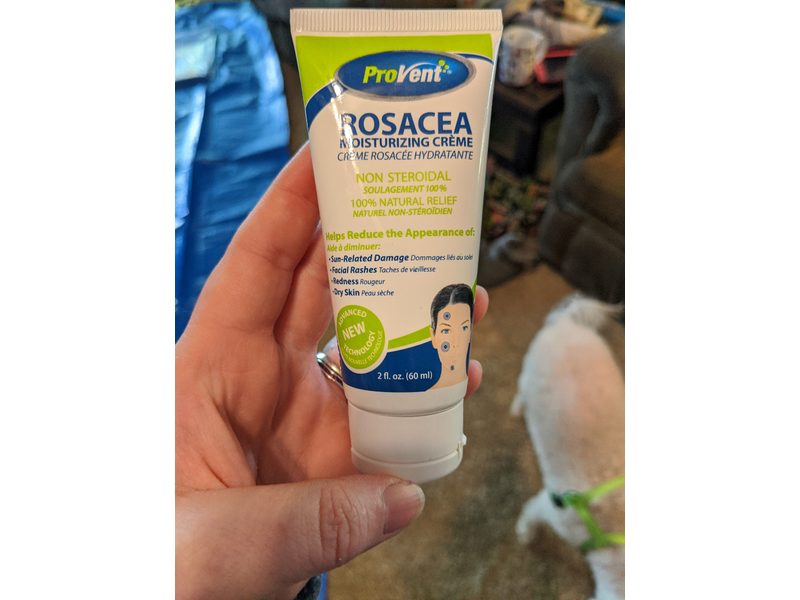 ProVent
ROSACEA
MOISTURIZING CRÈME
CRÈME ROSACÉE HYDRATANTE
NON STEROIDAL
SOULAGEMENT 100%
100% NATURAL RELIEF
NATUREL NON-STÉROÏDIEN
Helps Reduce the Appearance of:
Aide à diminuer:
• Sun-Related Damage Dommages liés au soleil
• Facial Rashes Taches de vieillesse
• Redness Rougeur
• Dry Skin Peau sèche
ADVANCED
NEW
TECHNOLOGY
2 fl. oz. (60 ml)